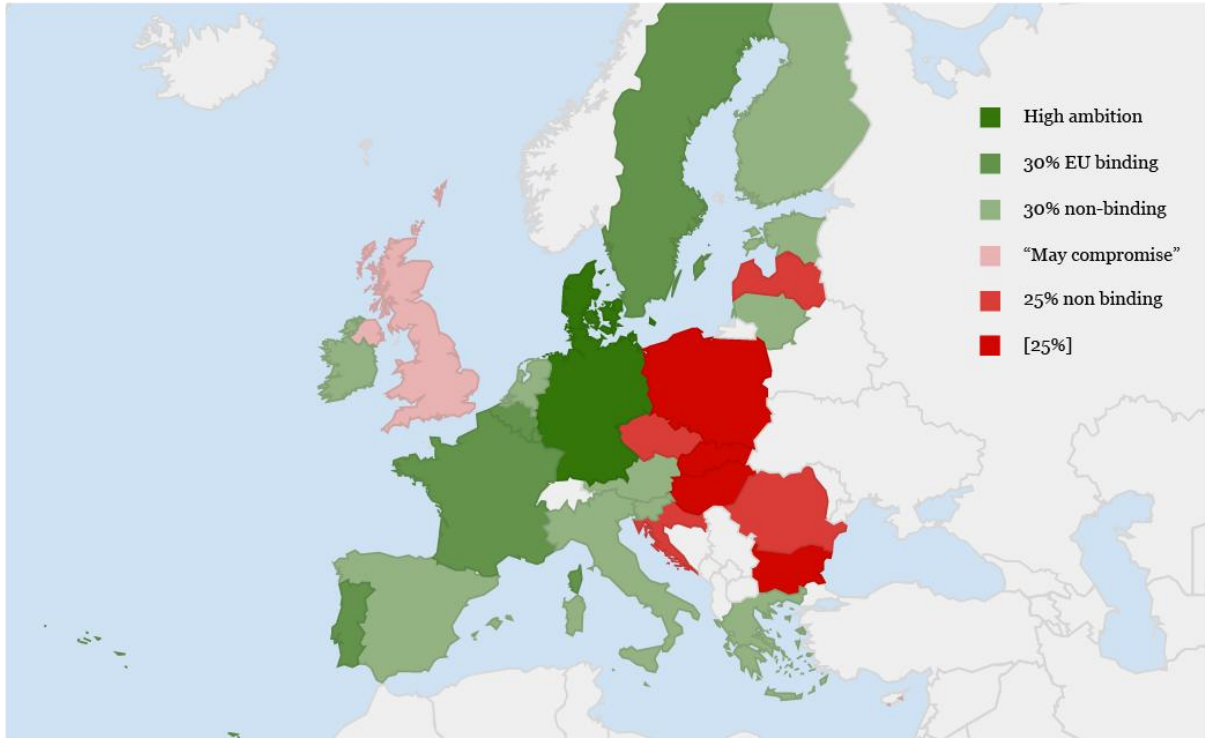 High ambition
30% EU binding
30% non-binding
“May compromise”
25% non binding
[25%]